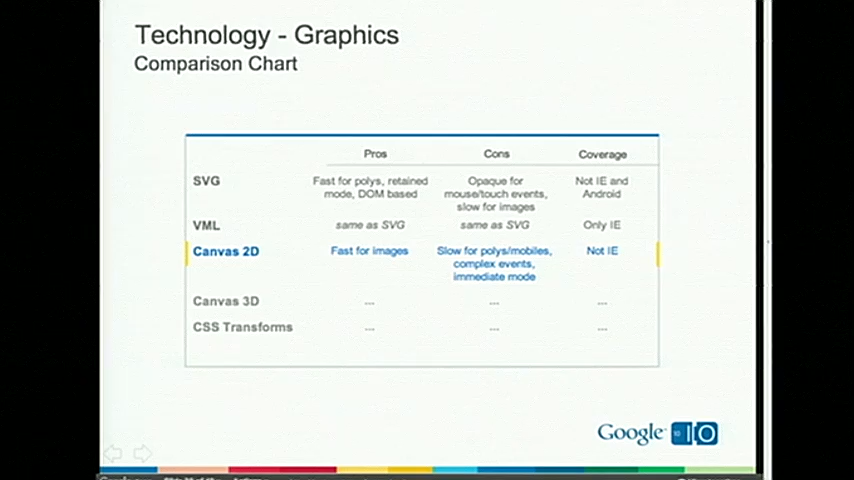 Technology - Graphics
Comparison Chart
Pros Cons Coverage
SVG Fast for polys, retained mode, DOM based Opaque for mouse/touch events, slow for images Not IE and Android
VML same as SVG same as SVG Only IE
Canvas 2D Fast for images Slow for polys/mobiles, complex events, immediate mode Not IE
Canvas 3D ... ... ...
CSS Transforms ... ... ...
Google IO